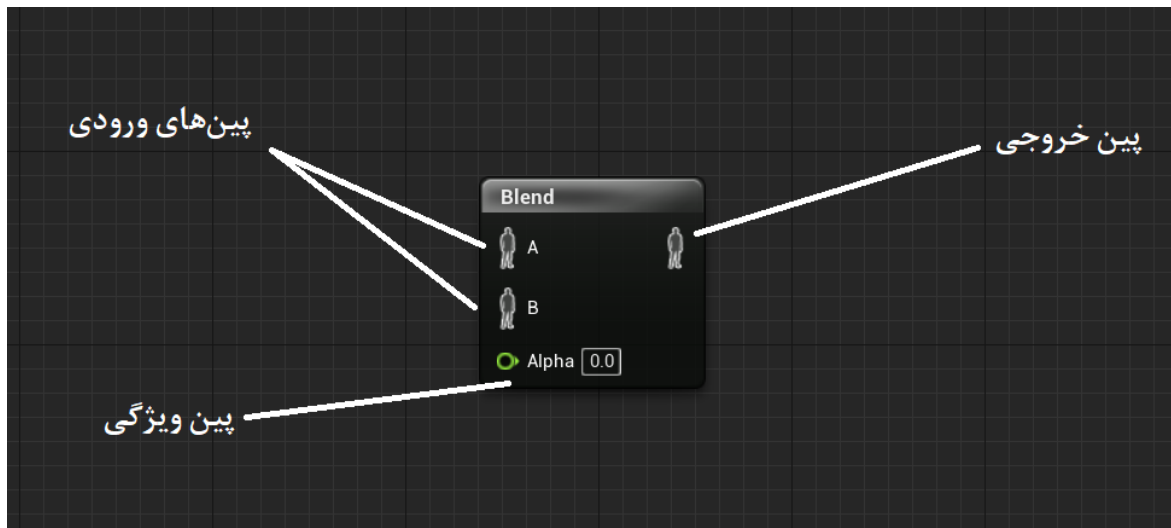 پین‌های ورودی
پین خروجی
Blend
A
B
Alpha 0.0
پین ویژگی